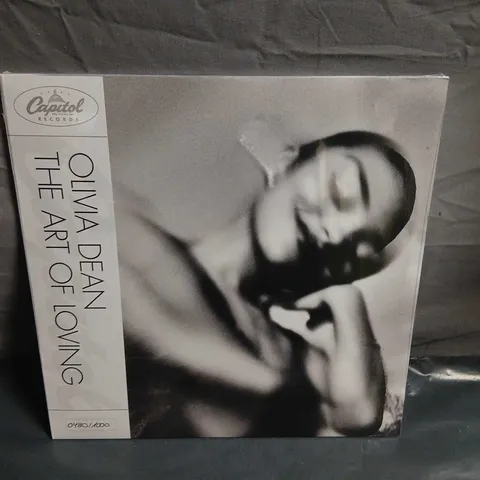 Capitol
RECORDS
OLIVIA DEAN
THE ART OF LOVING